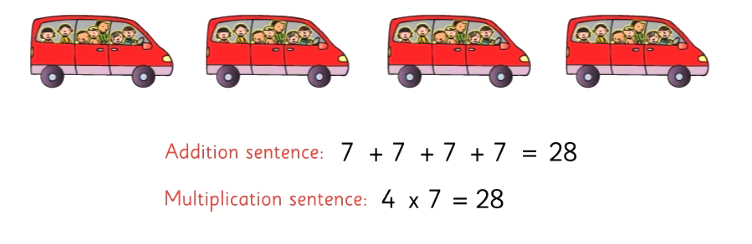 Addition sentence: 7 + 7 + 7 + 7 = 28
Multiplication sentence: 4 x 7 = 28